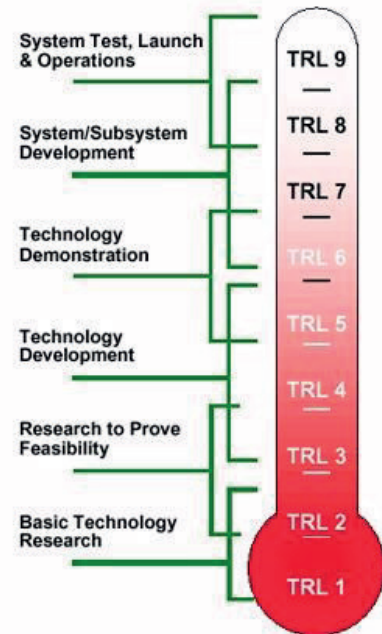 System Test, Launch
& Operations
System/Subsystem
Development
Technology
Demonstration
Technology
Development
Research to Prove
Feasibility
Basic Technology
Research
TRL 9
TRL 8
TRL 7
TRL 6
TRL 5
TRL 4
TRL 3
TRL 2
TRL 1